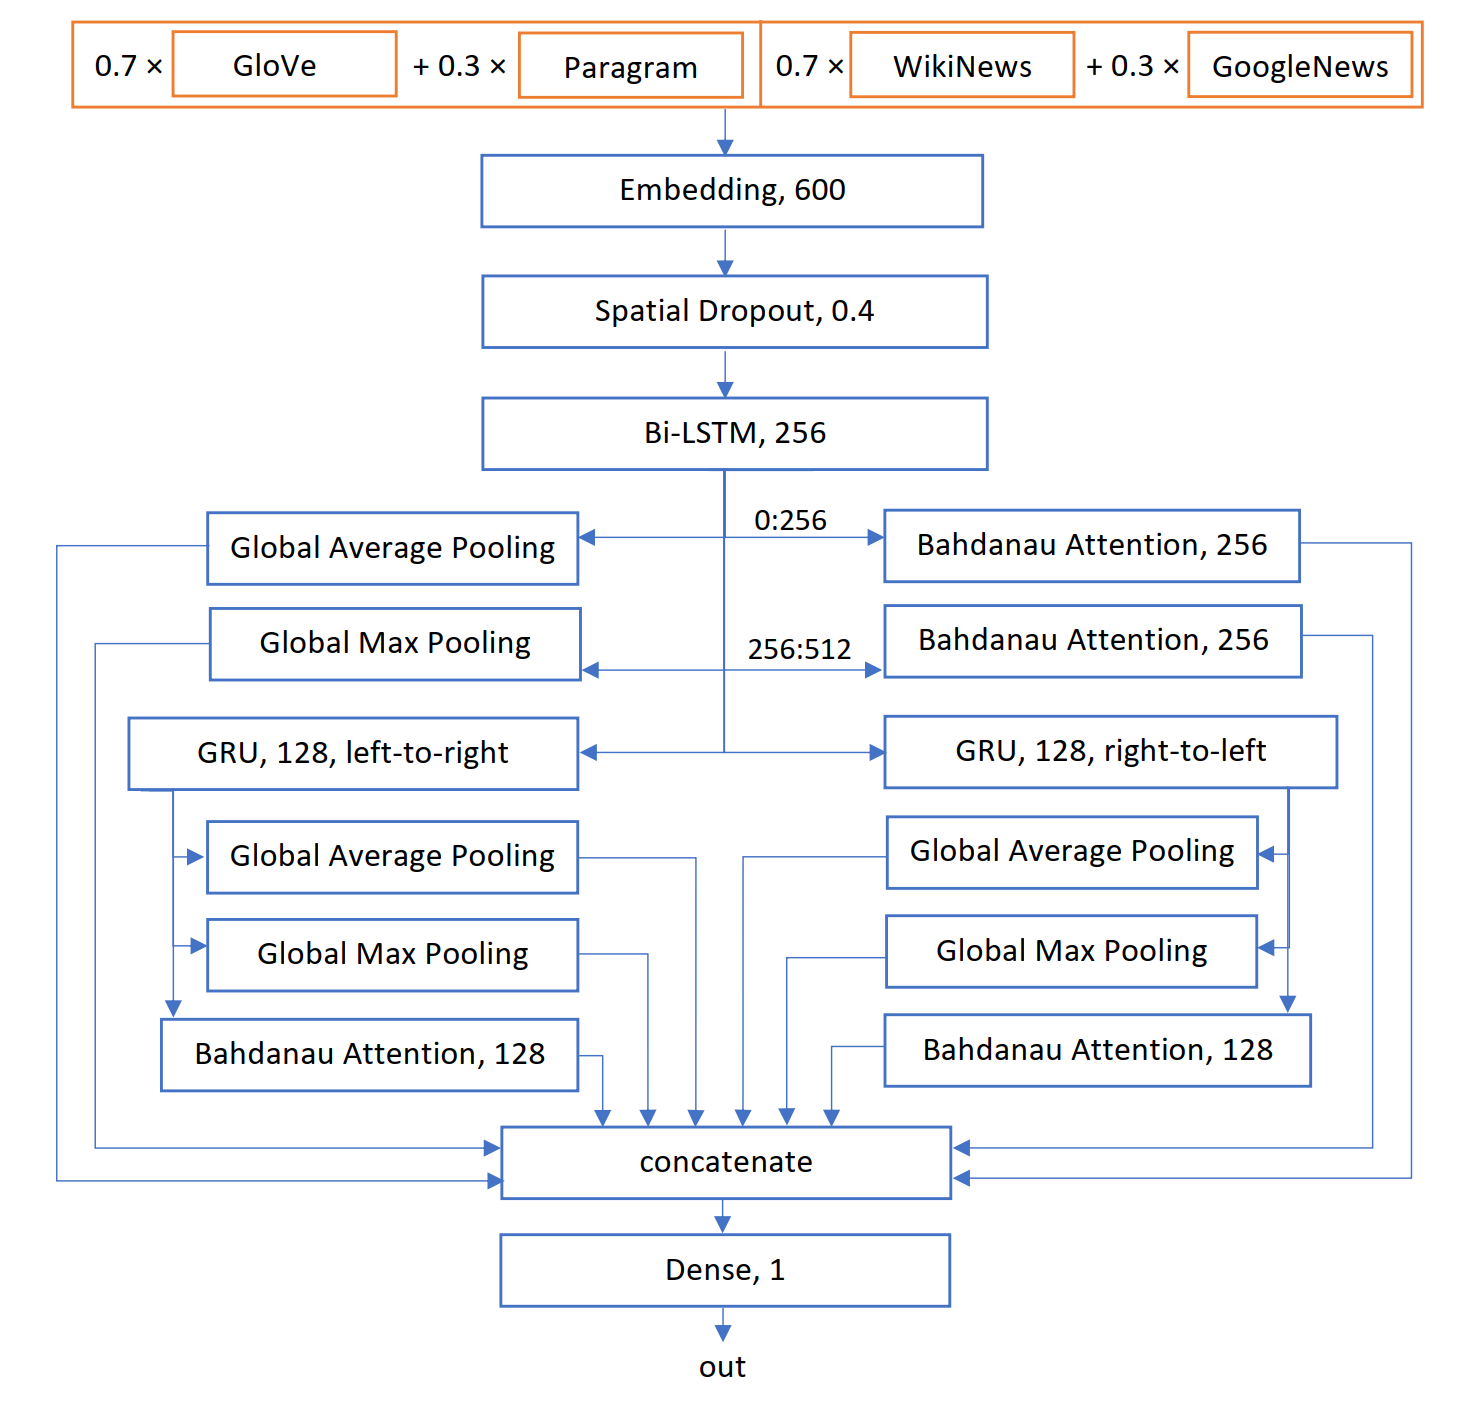 0.7 × GloVe + 0.3 × Paragram 0.7 × WikiNews + 0.3 × GoogleNews
Embedding, 600
Spatial Dropout, 0.4
Bi-LSTM, 256
0:256
Global Average Pooling
Bahdanau Attention, 256
Global Max Pooling
256:512
Bahdanau Attention, 256
GRU, 128, left-to-right
GRU, 128, right-to-left
Global Average Pooling
Global Average Pooling
Global Max Pooling
Global Max Pooling
Bahdanau Attention, 128
Bahdanau Attention, 128
concatenate
Dense, 1
out